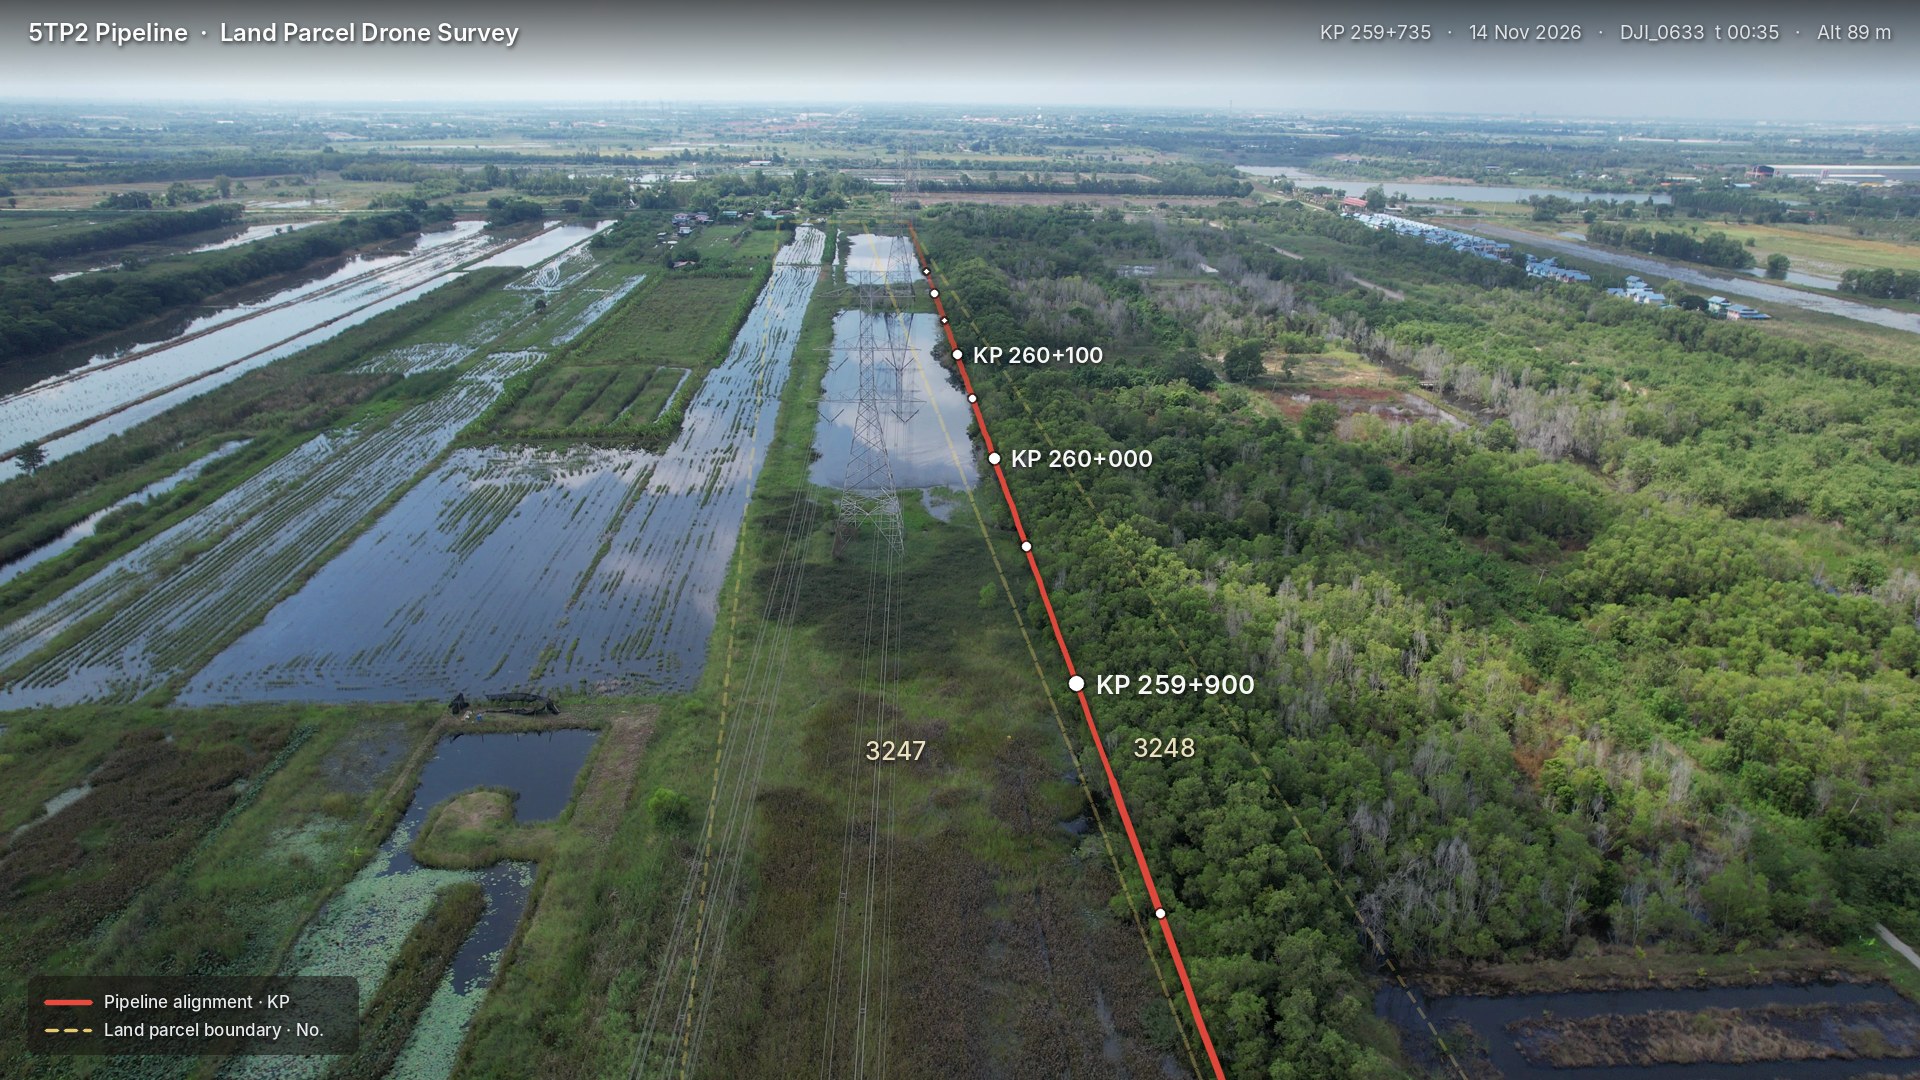 5TP2 Pipeline · Land Parcel Drone Survey
KP 259+735 · 14 Nov 2026 · DJI_0633 t 00:35 · Alt 89 m
KP 260+100
KP 260+000
KP 259+900
3247
3248
Pipeline alignment · KP
Land parcel boundary · No.